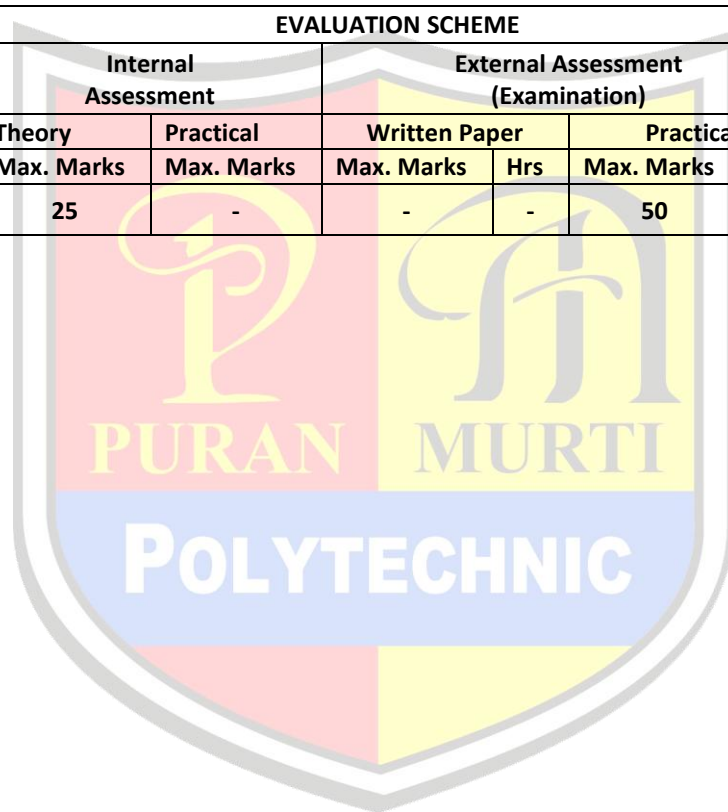 EVALUATION SCHEME
Internal Assessment External Assessment (Examination)
Theory Practical Written Paper
Max. Marks Max. Marks Max. Marks Hrs Max. Marks
25 - - - 50
PURAN MURTI
POLYTECHNIC